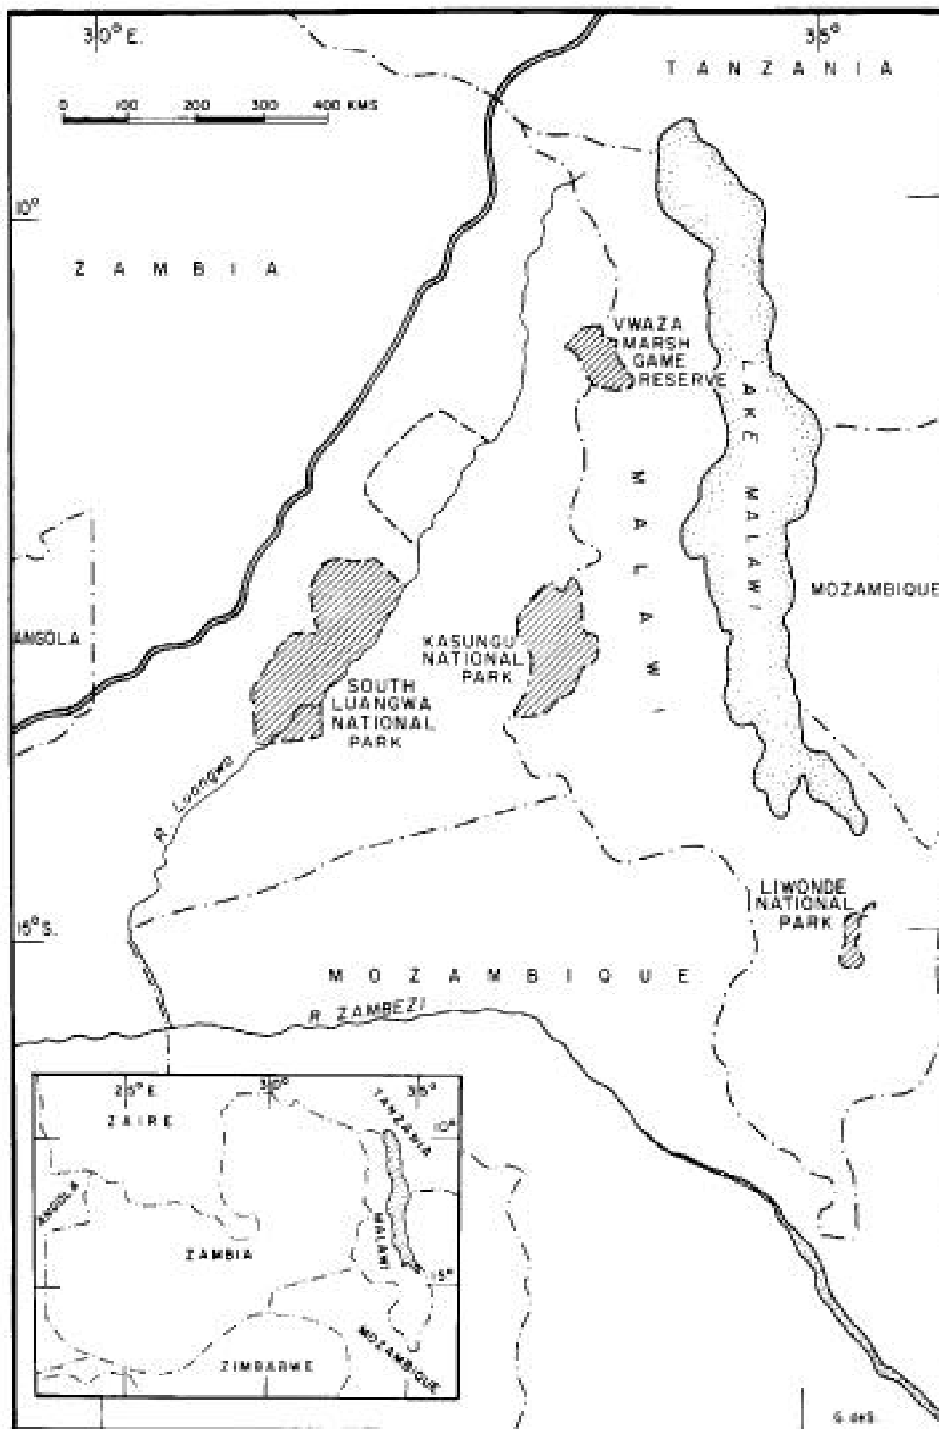 30° E.
35°
TANZANIA
0 100 200 300 400 KMS
10°
ZAMBIA
VWAZA
MARSH
GAME
RESERVE
LAKE MALAWI
MALAWI
MOZAMBIQUE
ANGOLA
KASUNGU
NATIONAL
PARK
SOUTH
LUANGWA
NATIONAL
PARK
R. Luangwa
LIWONDE
NATIONAL
PARK
15° S.
MOZAMBIQUE
R. ZAMBEZI
25° E.
30°
35°
ZAIRE
TANZANIA
10°
ANGOLA
MALAWI
ZAMBIA
15°
MOZAMBIQUE
ZIMBABWE